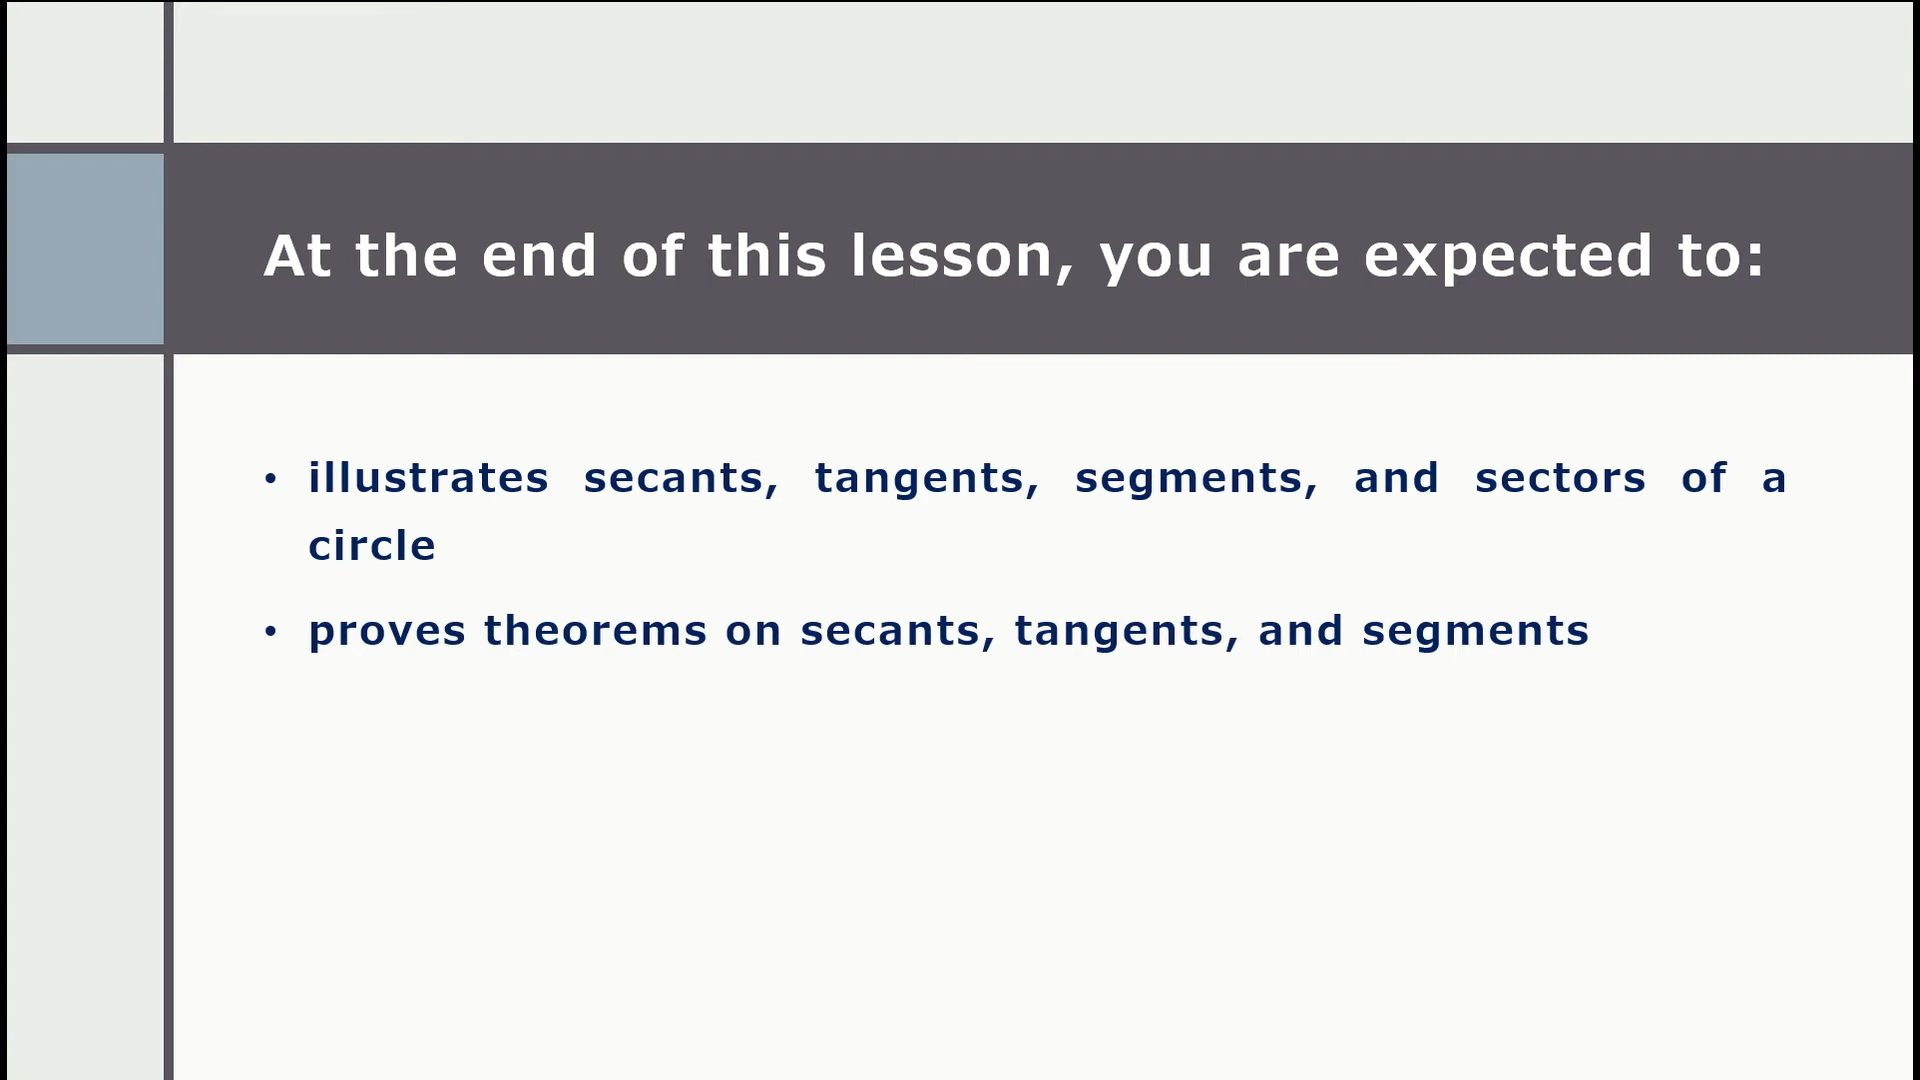 At the end of this lesson, you are expected to:
• illustrates secants, tangents, segments, and sectors of a
circle
• proves theorems on secants, tangents, and segments